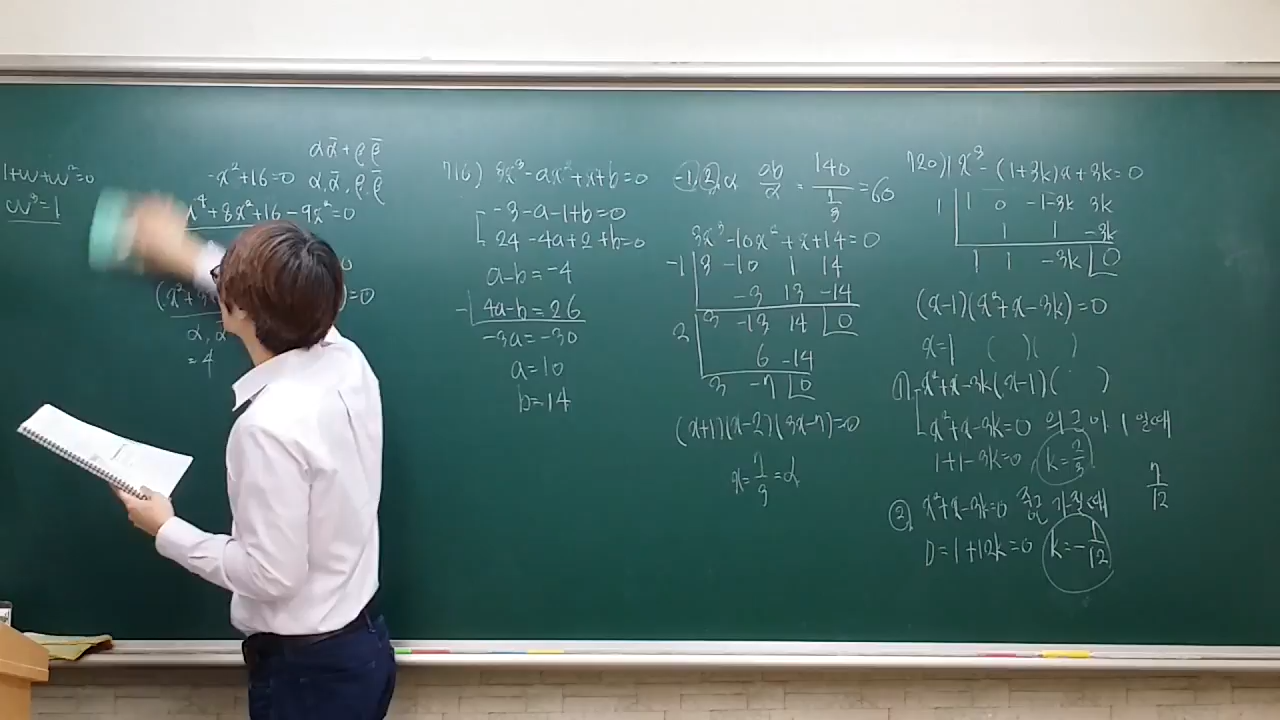 1+w+w²=0
w³=1
αᾱ+ββ̄
-x²+16=0 α,ᾱ,β,β̄
x⁴+8x²+16-9x²=0
=0
α,
=4
716) 3x³-ax²+x+b=0
-3-a-1+b=0
24-4a+2+b=0
a-b=-4
-4a-b=26
-3a=-30
a=10
b=14
-1, 2, α ab/α = 140/(7/3) = 60
3x³-10x²+x+14=0
-1 3 -10 1 14
-3 13 -14
2 3 -13 14 0
6 -14
3 -7 0
(x+1)(x-2)(3x-7)=0
x=7/3=α
720) x³-(1+3k)x+3k=0
1 1 0 -1-3k 3k
1 1 -3k
1 1 -3k 0
(x-1)(x²+x-3k)=0
x=1 ( )( )
① x²+x-3k(x-1)( )
x²+x-3k=0 의 근이 1일때
1+1-3k=0 k=2/3
② x²+x-3k=0 중근 가질때
D=1+12k=0 k=-1/12
7/12